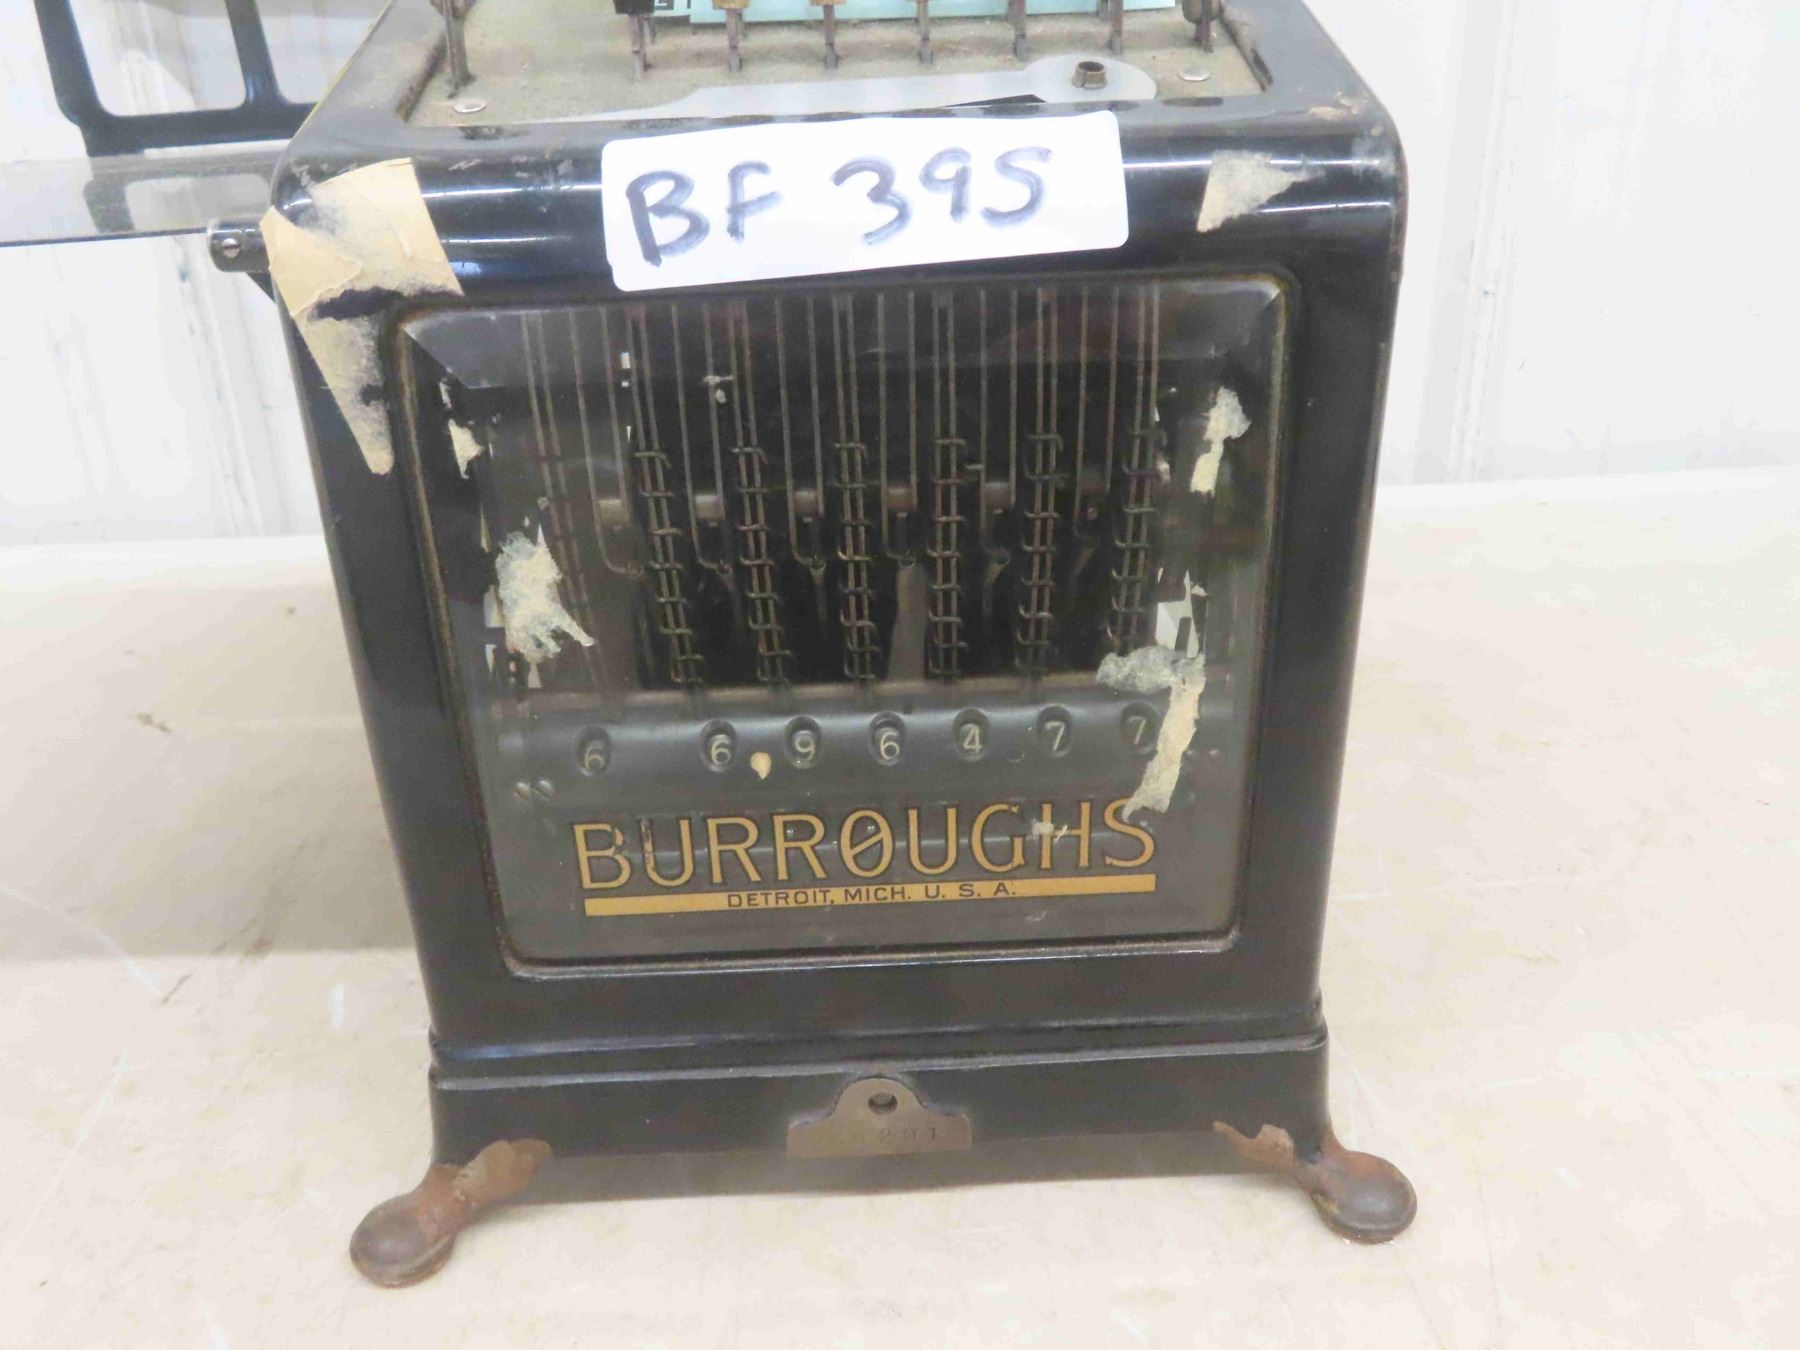 BF 395
6 6 9 6 4 7 7
BURROUGHS
DETROIT, MICH. U. S. A.